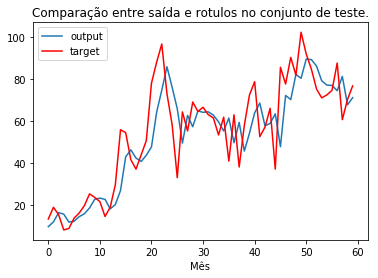 Comparação entre saída e rotulos no conjunto de teste.
output
target
100
80
60
40
20
0 10 20 30 40 50 60
Mês